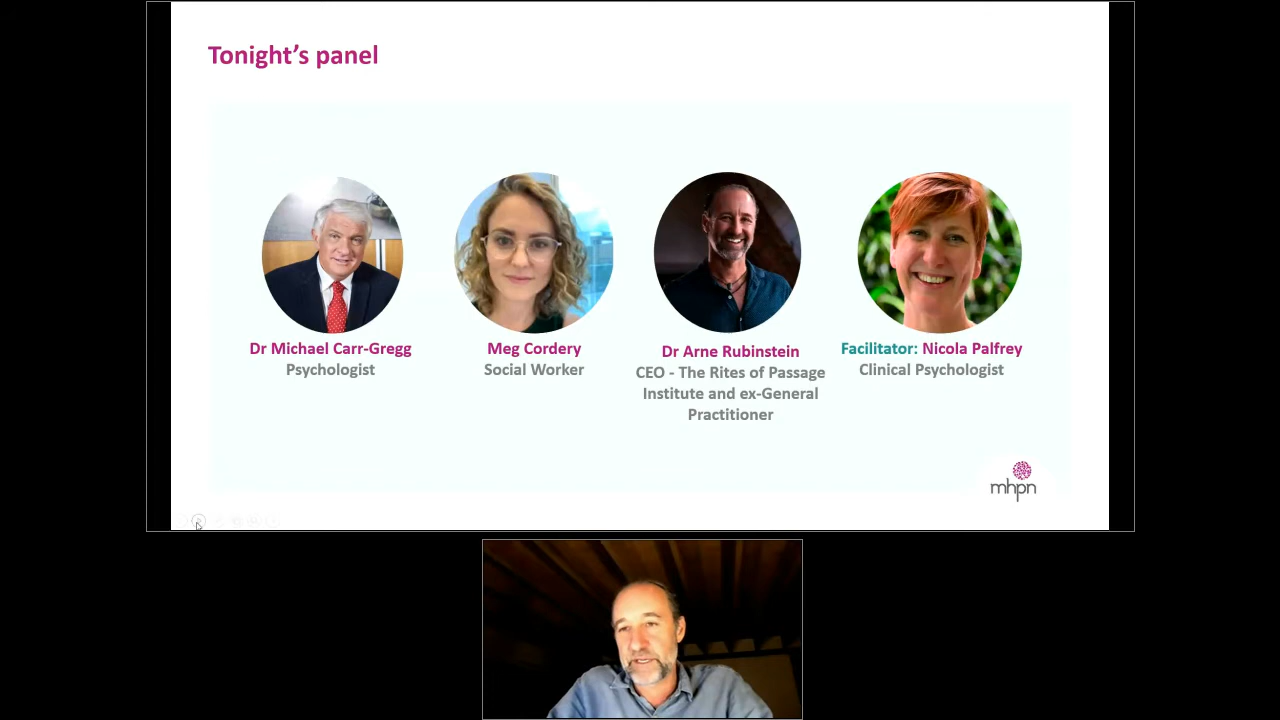 Tonight's panel
Dr Michael Carr-Gregg
Psychologist
Meg Cordery
Social Worker
Dr Arne Rubinstein
CEO - The Rites of Passage
Institute and ex-General
Practitioner
Facilitator: Nicola Palfrey
Clinical Psychologist
mhpn